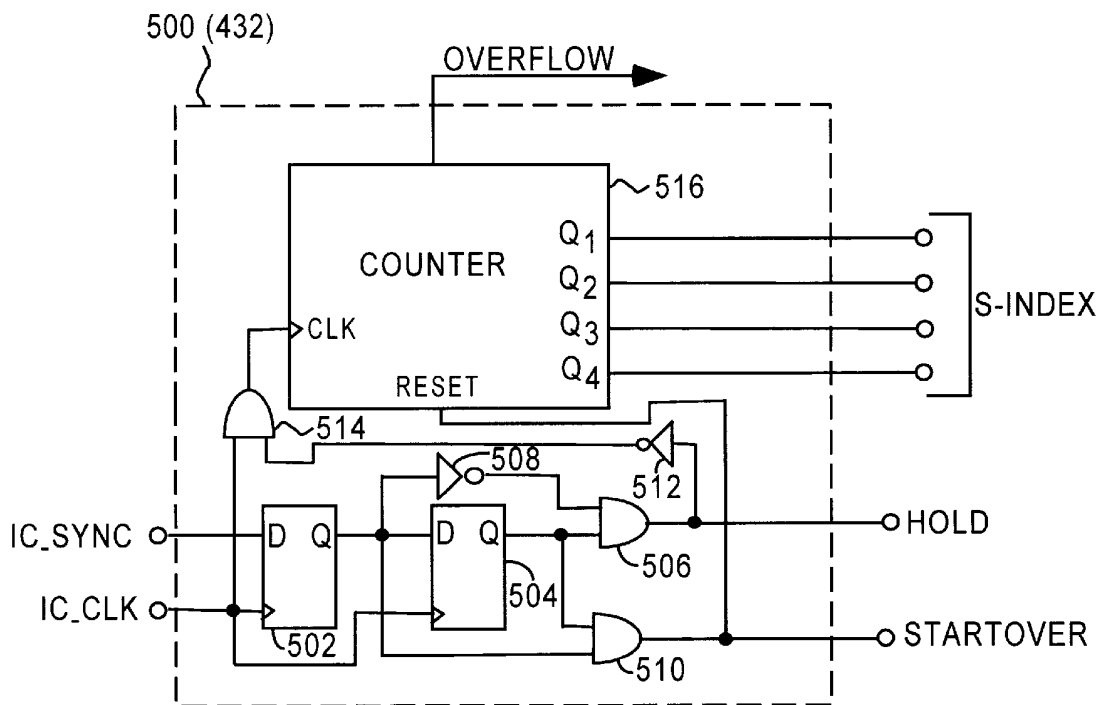 500 (432)
OVERFLOW
516
COUNTER
Q1
Q2
Q3
Q4
S-INDEX
CLK
RESET
514
508
512
IC_SYNC
D Q
D Q
504
506
HOLD
IC_CLK
502
510
STARTOVER